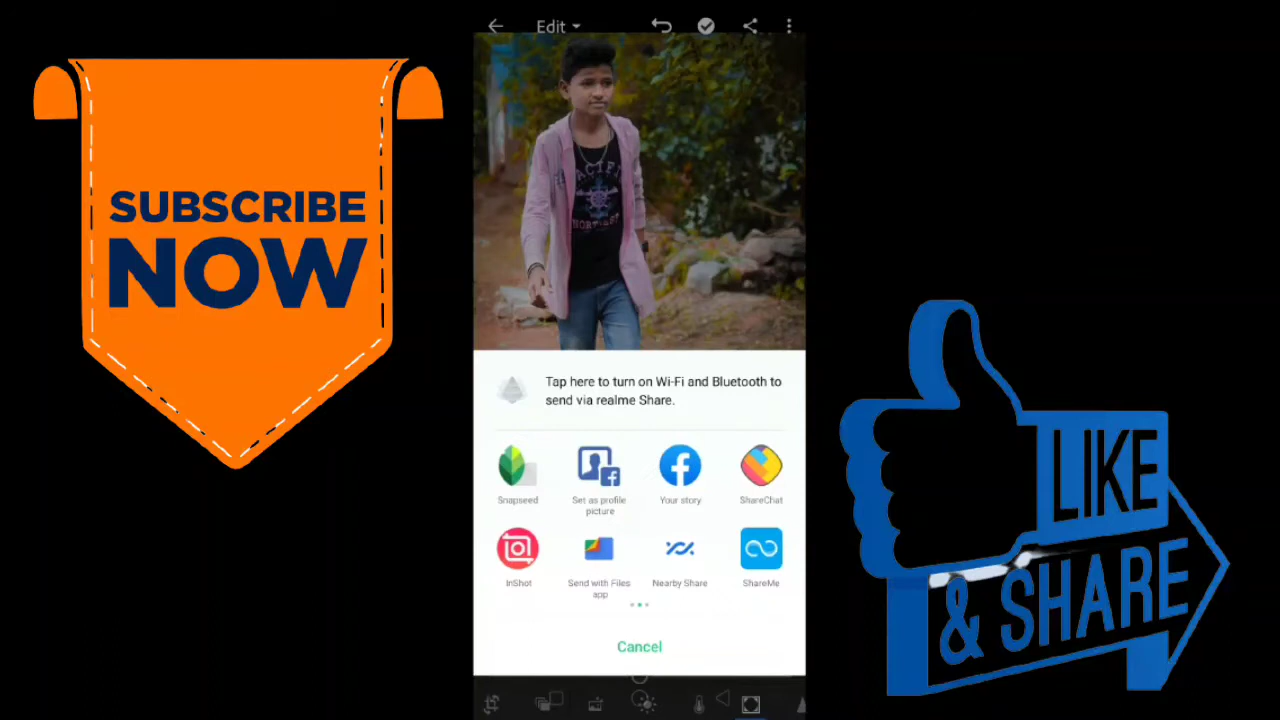 Edit
SUBSCRIBE
NOW
PACIFIC
Tap here to turn on Wi-Fi and Bluetooth to
send via realme Share.
Snapseed
Set as profile
picture
Your story
ShareChat
InShot
Send with Files
app
Nearby Share
ShareMe
Cancel
LIKE
& SHARE